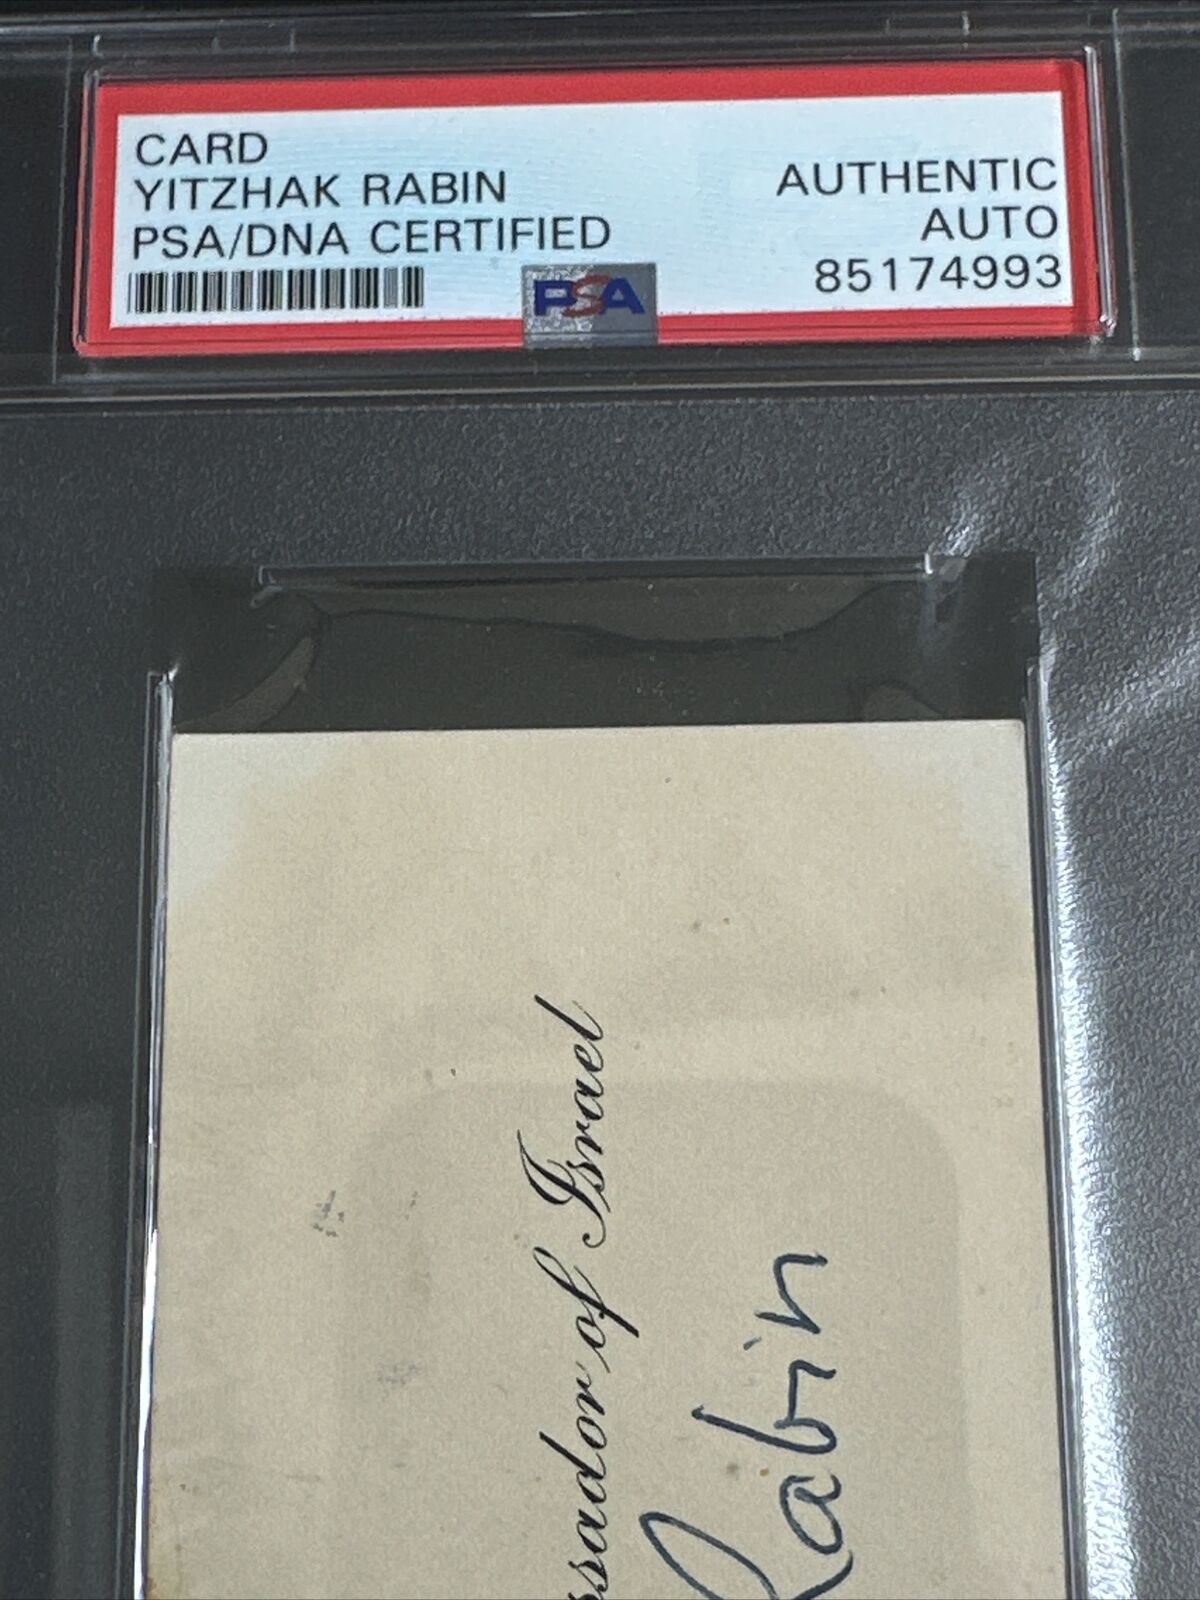 CARD
YITZHAK RABIN
PSA/DNA CERTIFIED
AUTHENTIC
AUTO
85174993
PSA
ssador of Israel
Rabin